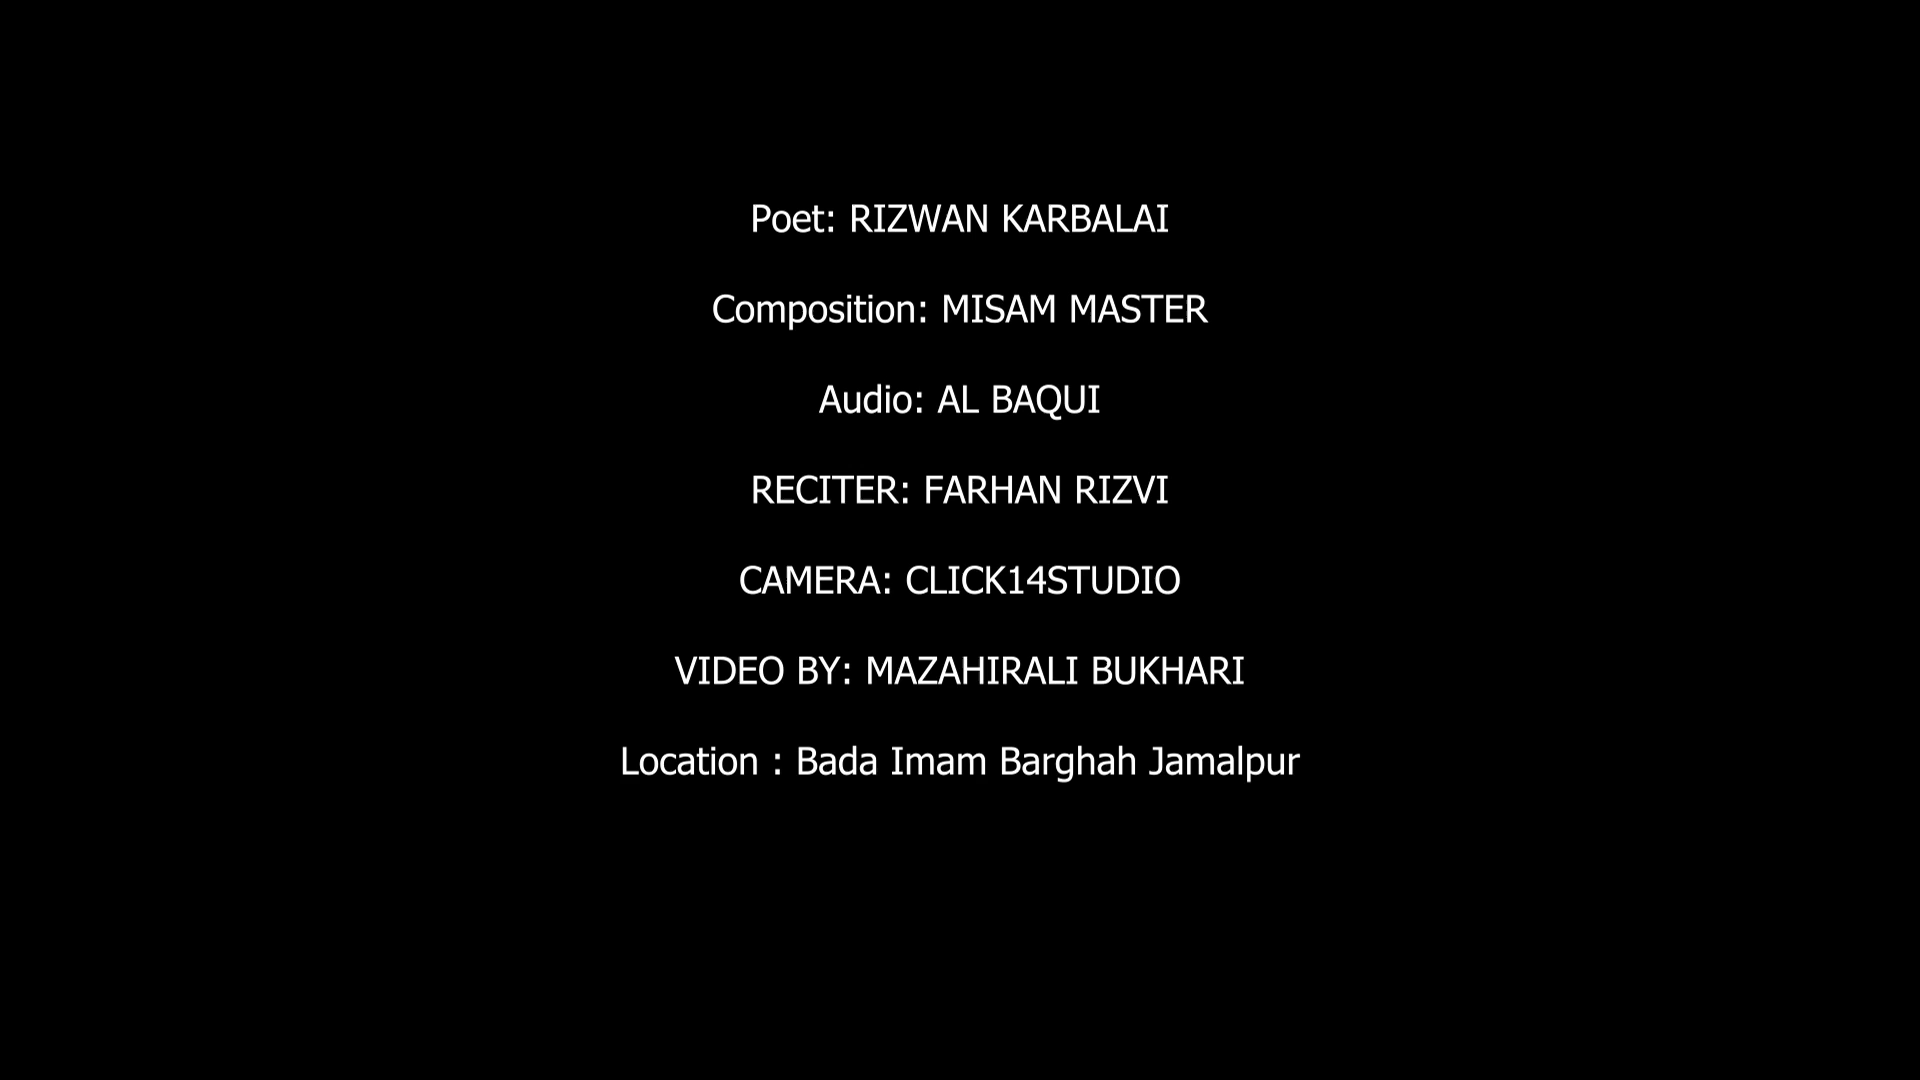 Poet: RIZWAN KARBALAI
Composition: MISAM MASTER
Audio: AL BAQUI
RECITER: FARHAN RIZVI
CAMERA: CLICK14STUDIO
VIDEO BY: MAZAHIRALI BUKHARI
Location : Bada Imam Barghah Jamalpur